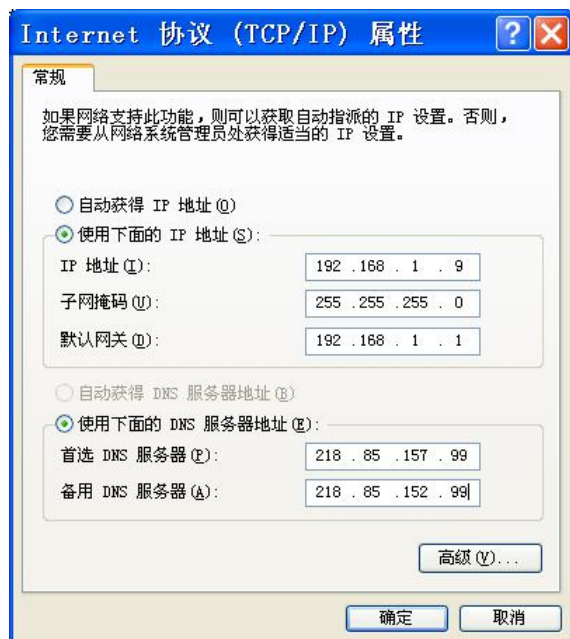 Internet 协议 (TCP/IP) 属性
常规
如果网络支持此功能，则可以获取自动指派的 IP 设置。否则，
您需要从网络系统管理员处获得适当的 IP 设置。
自动获得 IP 地址(O)
使用下面的 IP 地址(S):
IP 地址(I): 192 .168 . 1 . 9
子网掩码(U): 255 .255 .255 . 0
默认网关(D): 192 .168 . 1 . 1
自动获得 DNS 服务器地址(B)
使用下面的 DNS 服务器地址(E):
首选 DNS 服务器(P): 218 . 85 .157 . 99
备用 DNS 服务器(A): 218 . 85 .152 . 99
高级(V)...
确定 取消